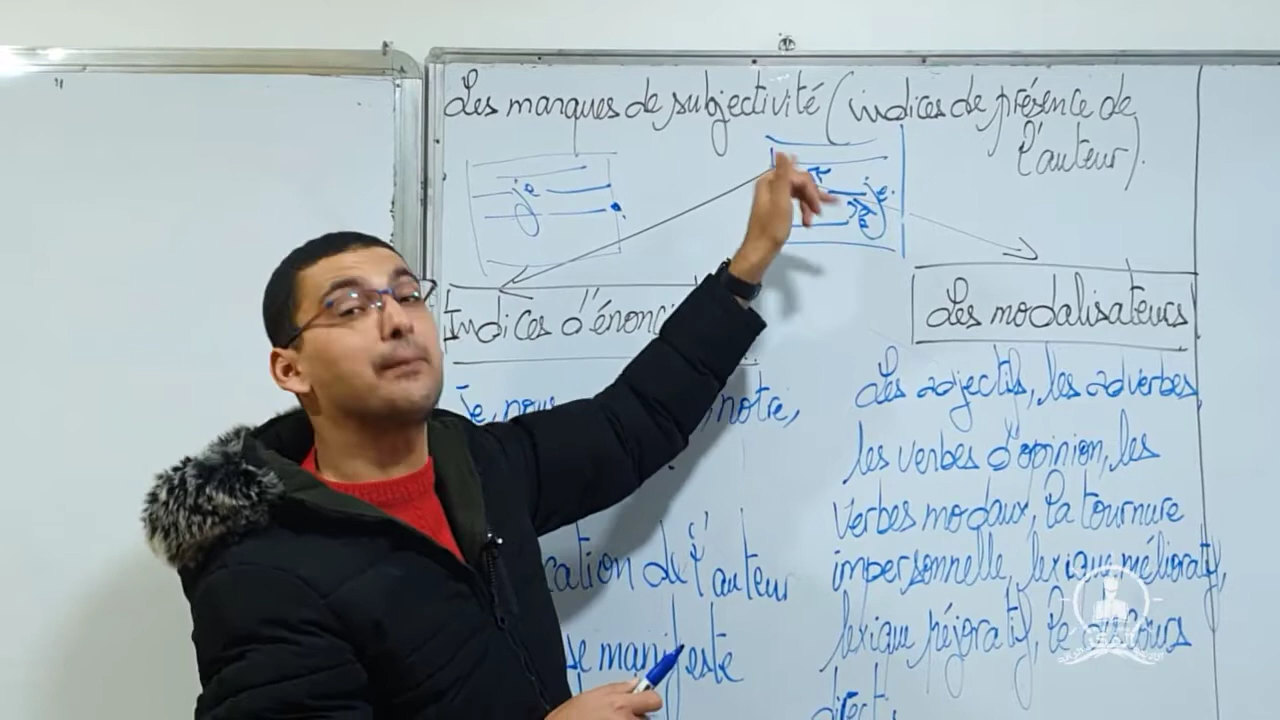 Les marques de subjectivité (indices de présence de
l'auteur).
je
je
Indices d'énonc
Je, nous notre,
cation de l'auteur
se manifeste
Les modalisateurs
Les adjectifs, les adverbes,
les verbes d'opinion, les
verbes modaux, la tournure
impersonnelle, lexique mélioratif,
lexique péjoratif, le discours
direct.